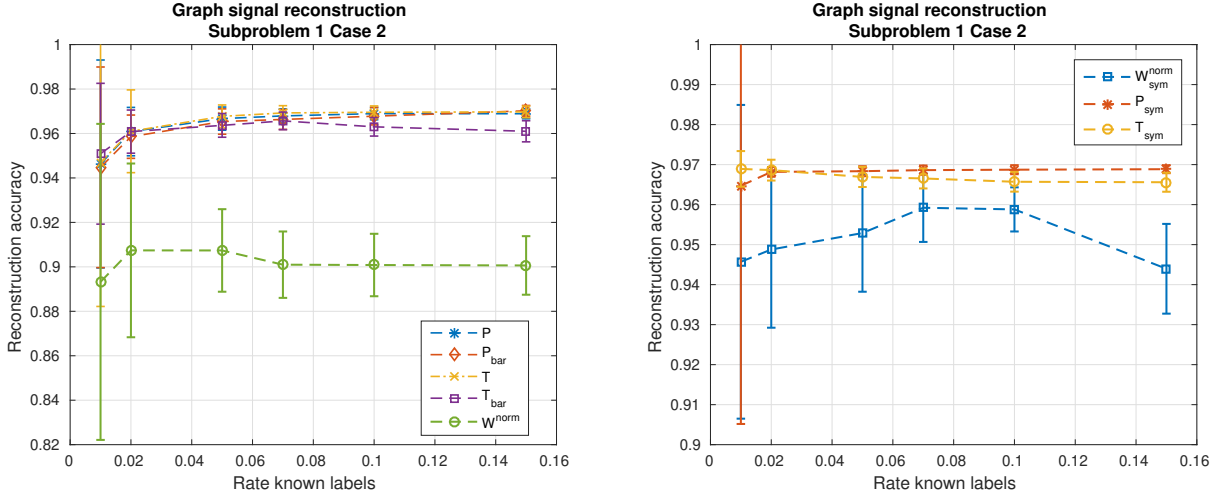 Graph signal reconstruction
Subproblem 1 Case 2
1
0.98
0.96
0.94
0.92
0.9
0.88
0.86
0.84
0.82
Reconstruction accuracy
P
P_bar
T
T_bar
W^norm
0 0.02 0.04 0.06 0.08 0.1 0.12 0.14 0.16
Rate known labels
Graph signal reconstruction
Subproblem 1 Case 2
1
0.99
0.98
0.97
0.96
0.95
0.94
0.93
0.92
0.91
0.9
Reconstruction accuracy
W_sym^norm
P_sym
T_sym
0 0.02 0.04 0.06 0.08 0.1 0.12 0.14 0.16
Rate known labels